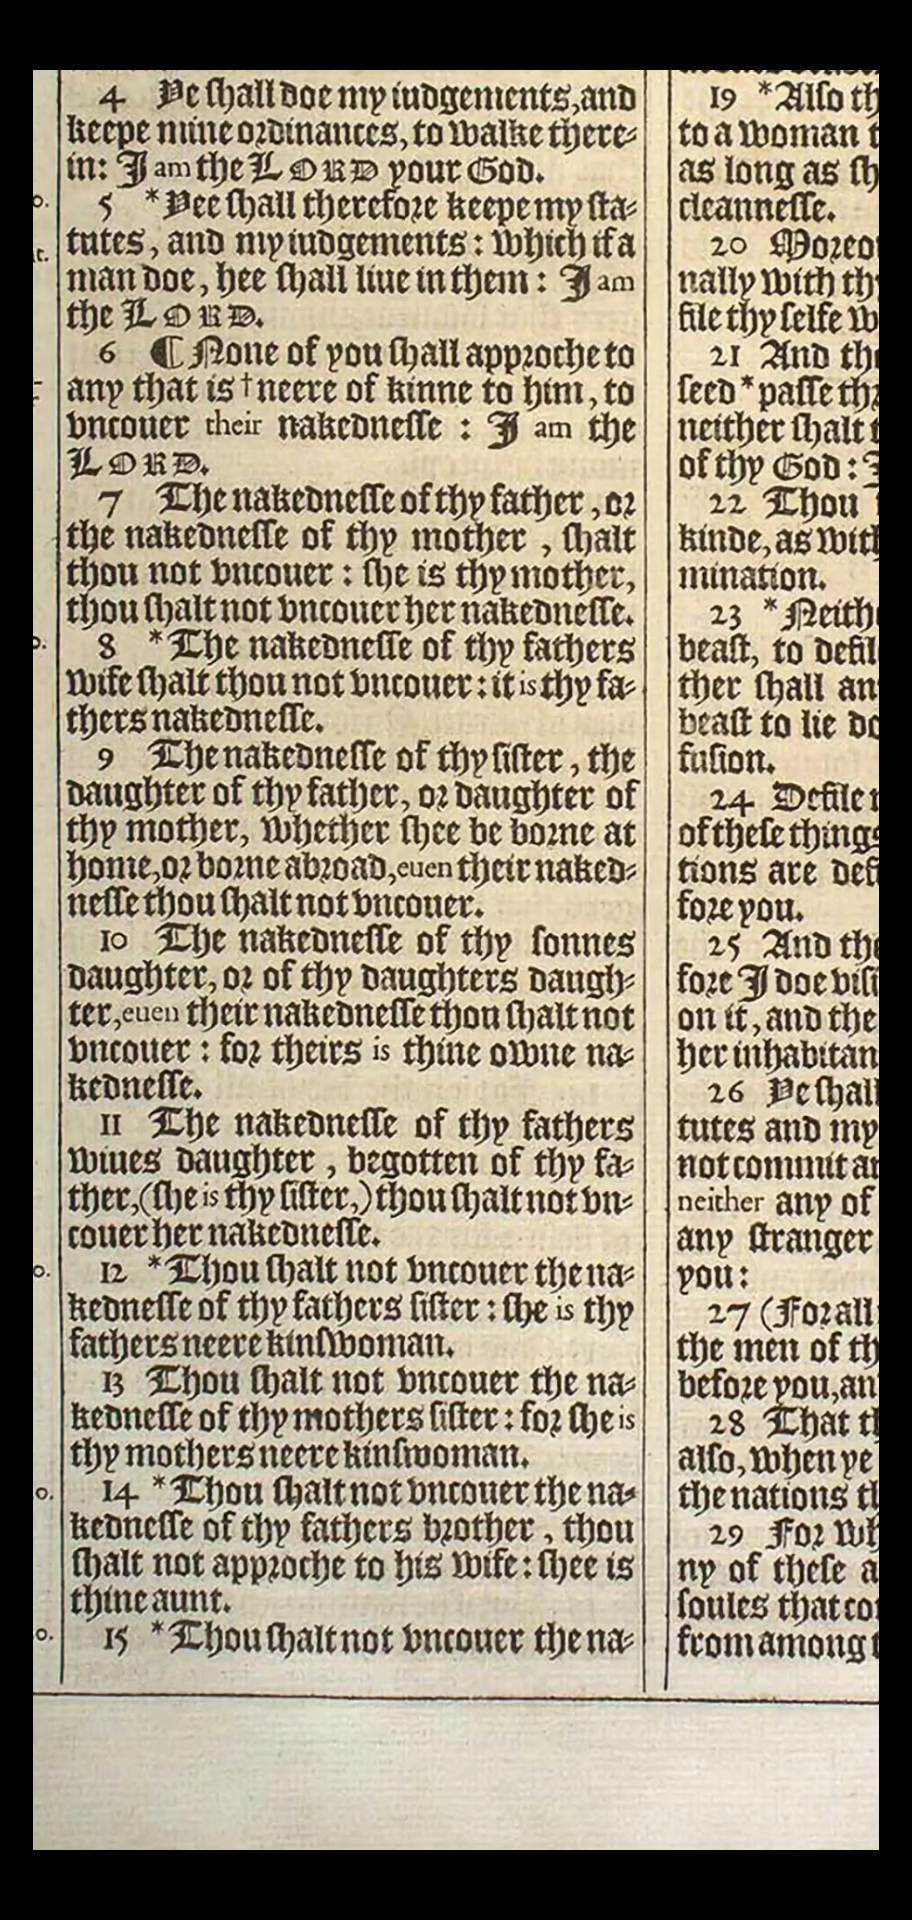 4 Ye shall doe my iudgements, and
keepe mine ordinances, to walke there-
in: I am the LORD your God.
5 *Yee shall therefore keepe my sta-
tutes, and my iudgements: which if a
man doe, hee shall liue in them: I am
the LORD.
6 ¶ None of you shall approche to
any that is †neere of kinne to him, to
vncouer their nakednesse : I am the
LORD.
7 The nakednesse of thy father, or
the nakednesse of thy mother, shalt
thou not vncouer : she is thy mother,
thou shalt not vncouer her nakednesse.
8 *The nakednesse of thy fathers
wife shalt thou not vncouer: it is thy fa-
thers nakednesse.
9 The nakednesse of thy sister, the
daughter of thy father, or daughter of
thy mother, whether shee be borne at
home, or borne abroad, euen their naked-
nesse thou shalt not vncouer.
10 The nakednesse of thy sonnes
daughter, or of thy daughters daugh-
ter, euen their nakednesse thou shalt not
vncouer : for theirs is thine owne na-
kednesse.
11 The nakednesse of thy fathers
wiues daughter, begotten of thy fa-
ther, (she is thy sister,) thou shalt not vn-
couer her nakednesse.
12 *Thou shalt not vncouer the na-
kednesse of thy fathers sister: she is thy
fathers neere kinswoman.
13 Thou shalt not vncouer the na-
kednesse of thy mothers sister: for she is
thy mothers neere kinswoman.
14 *Thou shalt not vncouer the na-
kednesse of thy fathers brother, thou
shalt not approche to his wife: shee is
thine aunt.
15 *Thou shalt not vncouer the na-
19 *Also
to a woman
as long as
cleannesse.
20
nally with
file thy selfe
21 And
seed *passe
neither shalt
of thy God:
22 Thou
kinde, as
mination.
23
beast, to
ther shall
beast to lie
fusion.
24 Defile
of these things
tions are
fore you.
25 And
fore I doe
on it, and the
her
26 Ye shall
tutes and my
not commit
neither any of
any stranger
you:
27 (For all
the men of
before you,
28 That
also, when ye
the nations
29 For
ny of these
soules that
from among